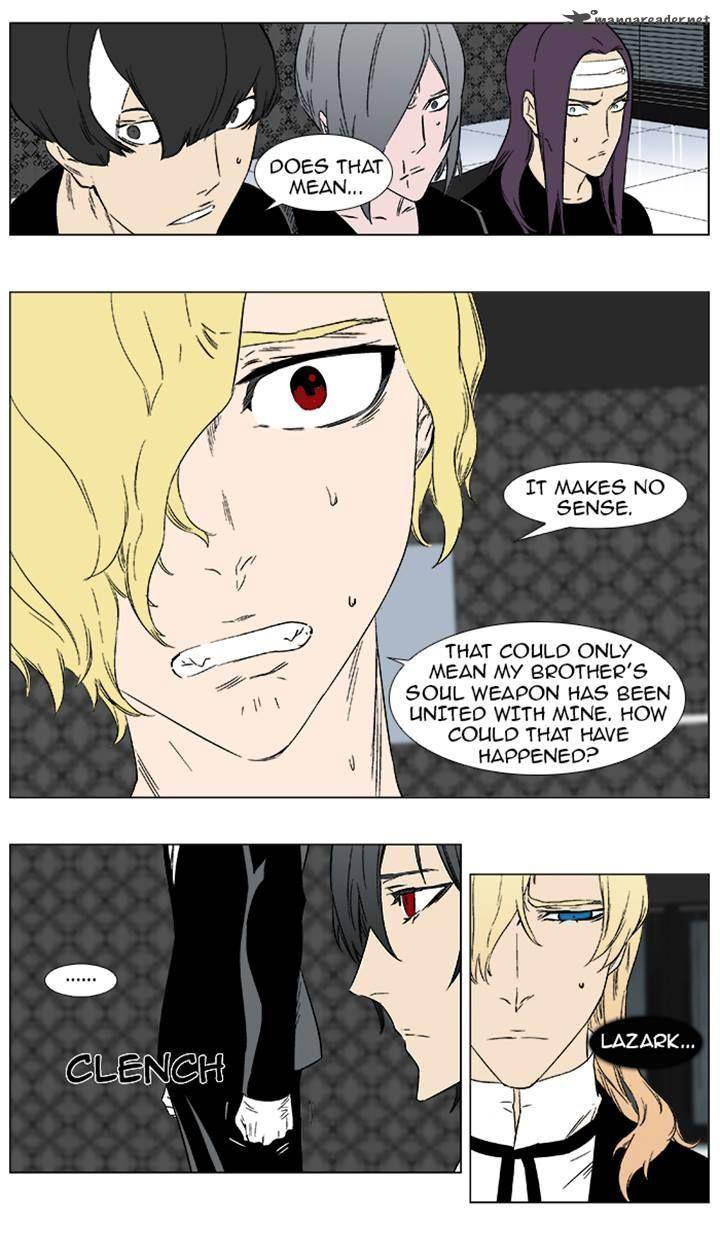 mangareader.net
DOES THAT
MEAN...
IT MAKES NO
SENSE.
THAT COULD ONLY
MEAN MY BROTHER'S
SOUL WEAPON HAS BEEN
UNITED WITH MINE. HOW
COULD THAT HAVE
HAPPENED?
......
CLENCH
LAZARK...